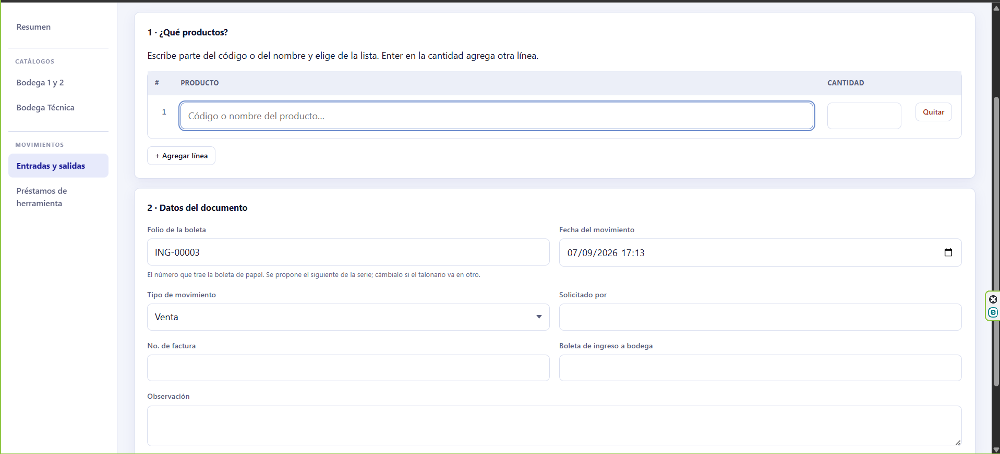 Resumen
CATÁLOGOS
Bodega 1 y 2
Bodega Técnica
MOVIMIENTOS
Entradas y salidas
Préstamos de
herramienta
1 · ¿Qué productos?
Escribe parte del código o del nombre y elige de la lista. Enter en la cantidad agrega otra línea.
# PRODUCTO CANTIDAD
1 Código o nombre del producto... Quitar
+ Agregar línea
2 · Datos del documento
Folio de la boleta Fecha del movimiento
ING-00003 07/09/2026 17:13
El número que trae la boleta de papel. Se propone el siguiente de la serie; cámbialo si el talonario va en otro.
Tipo de movimiento Solicitado por
Venta
No. de factura Boleta de ingreso a bodega
Observación